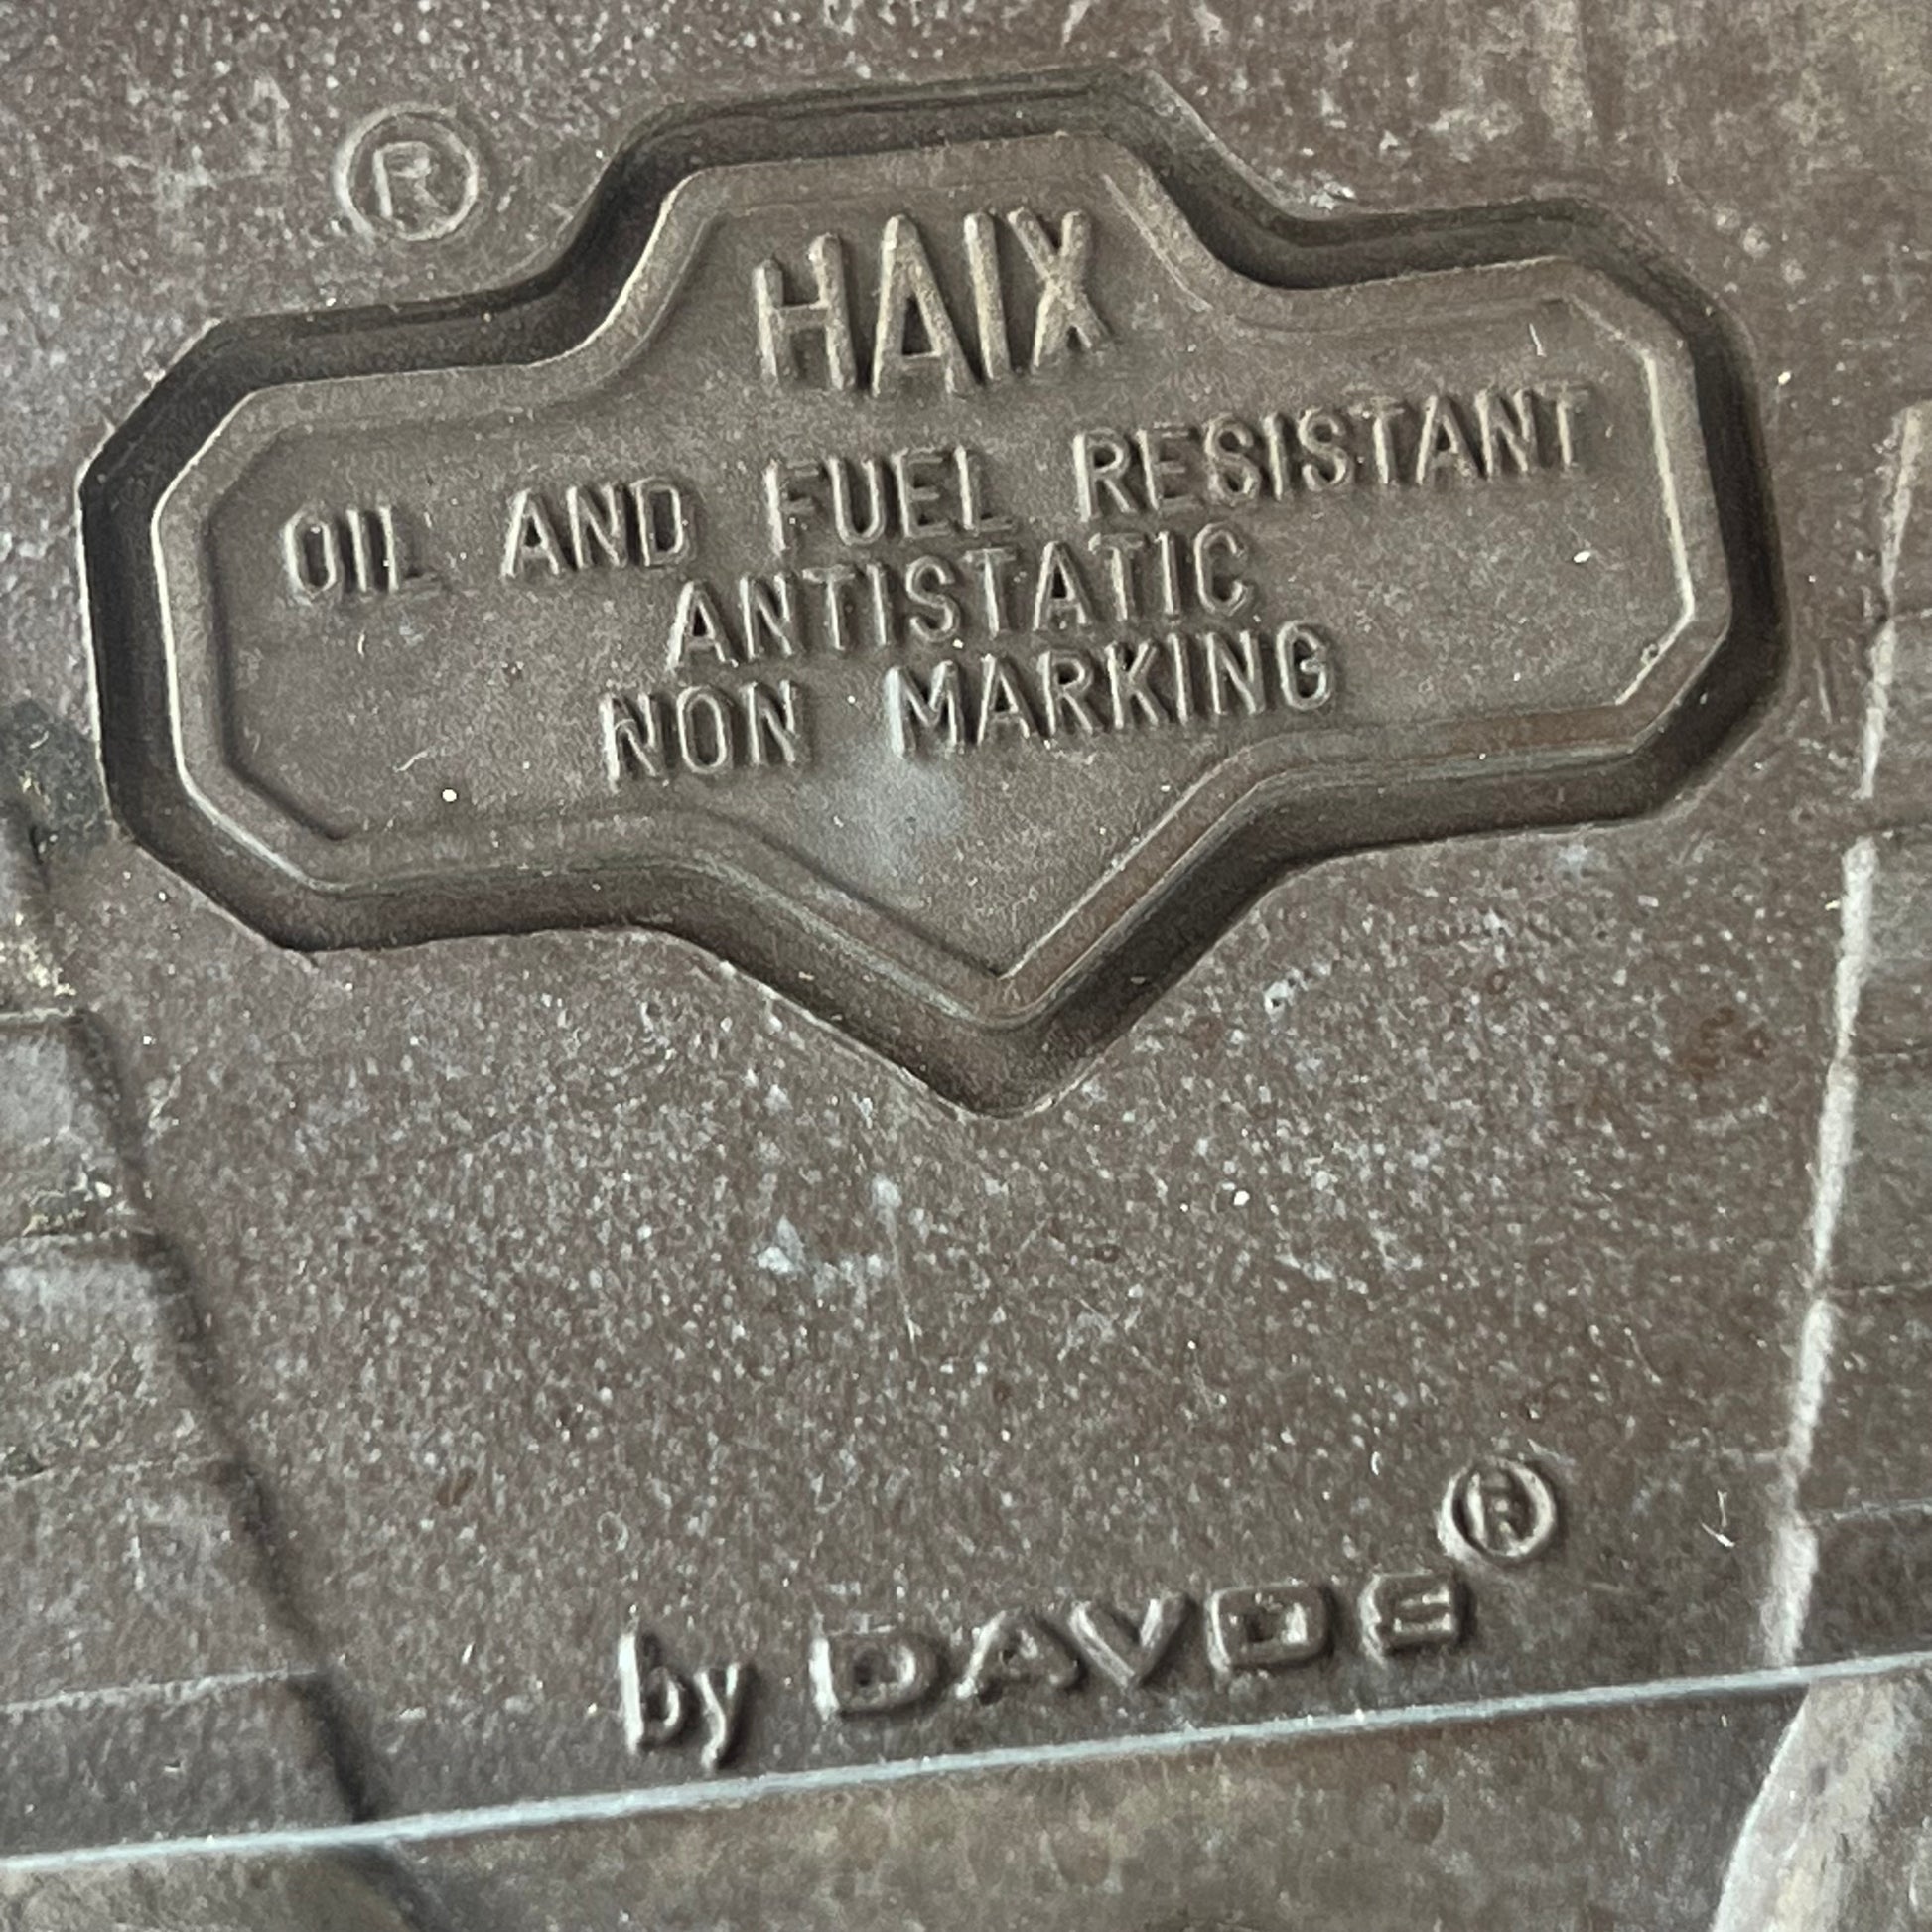 ®
HAIX
OIL AND FUEL RESISTANT
ANTISTATIC
NON MARKING
by DAVOS®